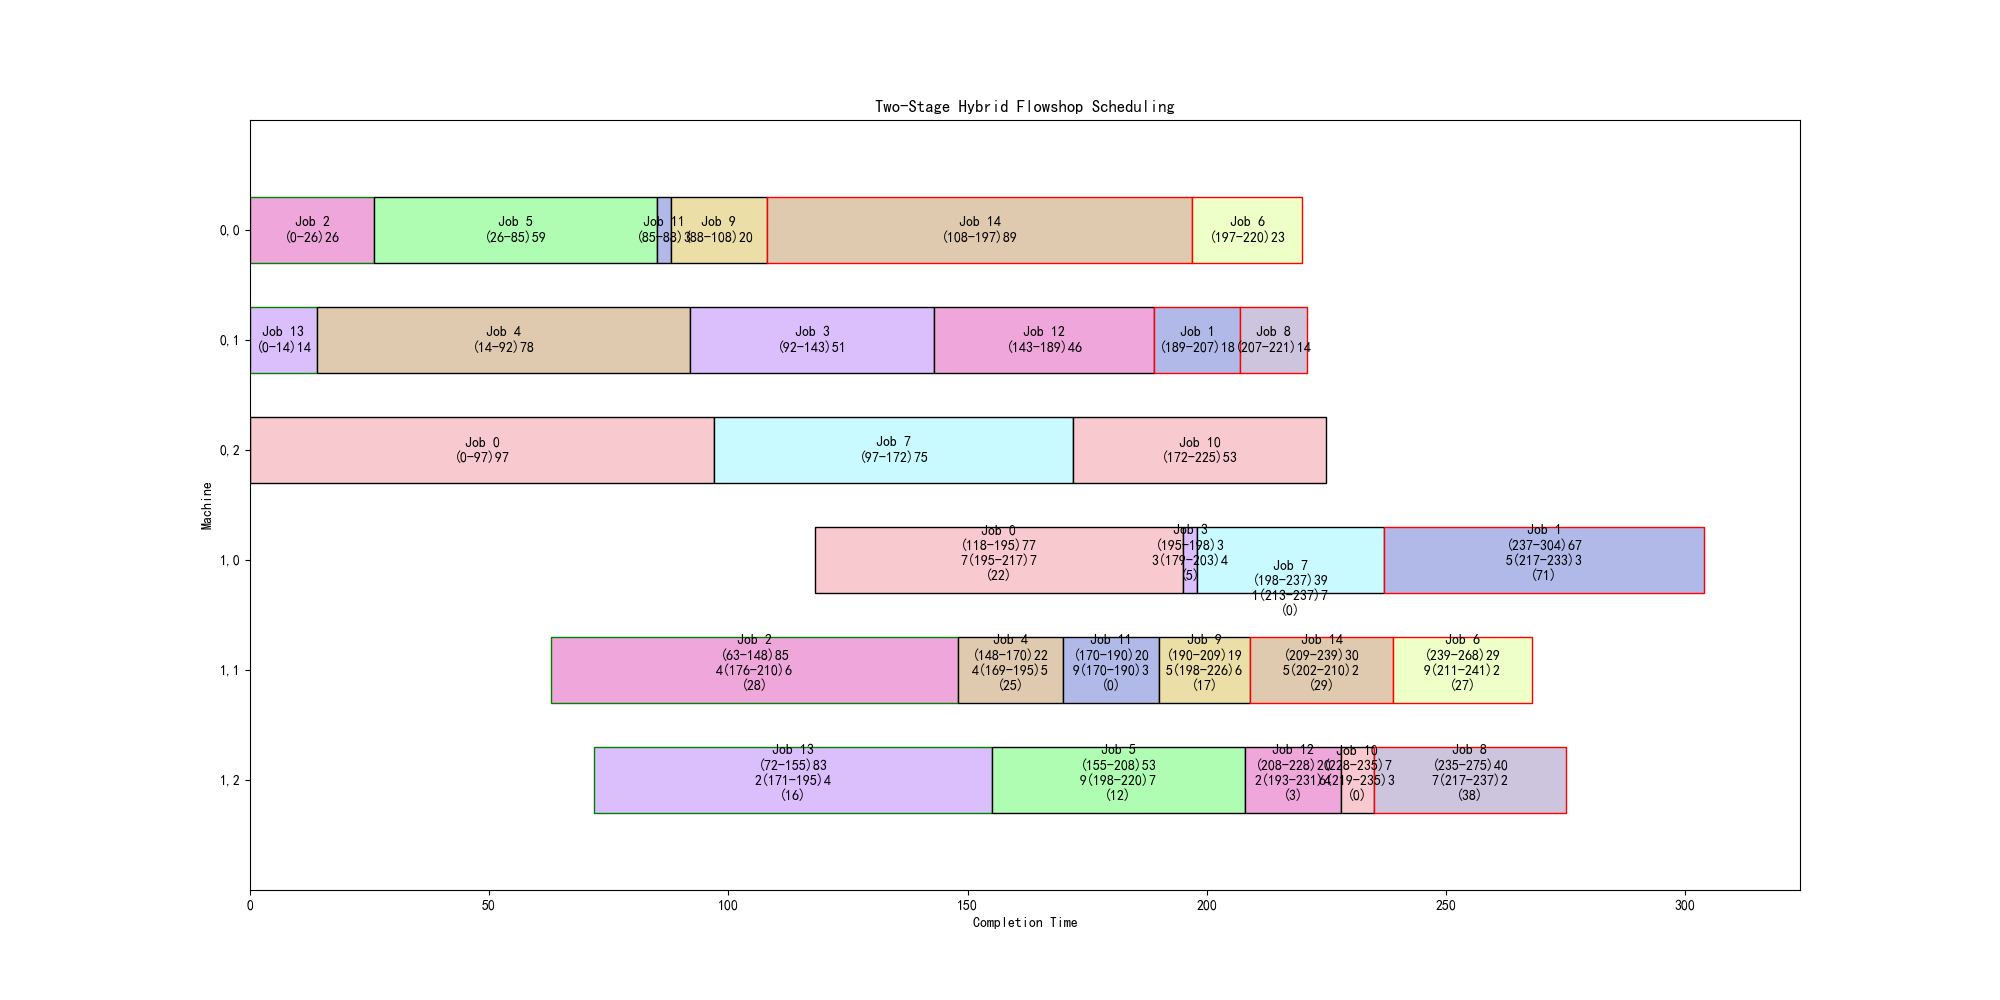 Two-Stage Hybrid Flowshop Scheduling
0,0
Job 2
(0-26)26
Job 5
(26-85)59
Job 11
(85-88)3
Job 9
(88-108)20
Job 14
(108-197)89
Job 6
(197-220)23
0,1
Job 13
(0-14)14
Job 4
(14-92)78
Job 3
(92-143)51
Job 12
(143-189)46
Job 1
(189-207)18
Job 8
(207-221)14
0,2
Job 0
(0-97)97
Job 7
(97-172)75
Job 10
(172-225)53
Machine
1,0
Job 0
(118-195)77
7(195-217)7
(22)
Job 3
(195-198)3
3(179-203)4
(5)
Job 7
(198-237)39
1(213-237)7
(0)
Job 1
(237-304)67
5(217-233)3
(71)
1,1
Job 2
(63-148)85
4(176-210)6
(28)
Job 4
(148-170)22
4(169-195)5
(25)
Job 11
(170-190)20
9(170-190)3
(0)
Job 9
(190-209)19
5(198-226)6
(17)
Job 14
(209-239)30
5(202-210)2
(29)
Job 6
(239-268)29
9(211-241)2
(27)
1,2
Job 13
(72-155)83
2(171-195)4
(16)
Job 5
(155-208)53
9(198-220)7
(12)
Job 12
(208-228)20
2(193-231)4
(3)
Job 10
(228-235)7
6(219-235)3
(0)
Job 8
(235-275)40
7(217-237)2
(38)
0
50
100
150
200
250
300
Completion Time